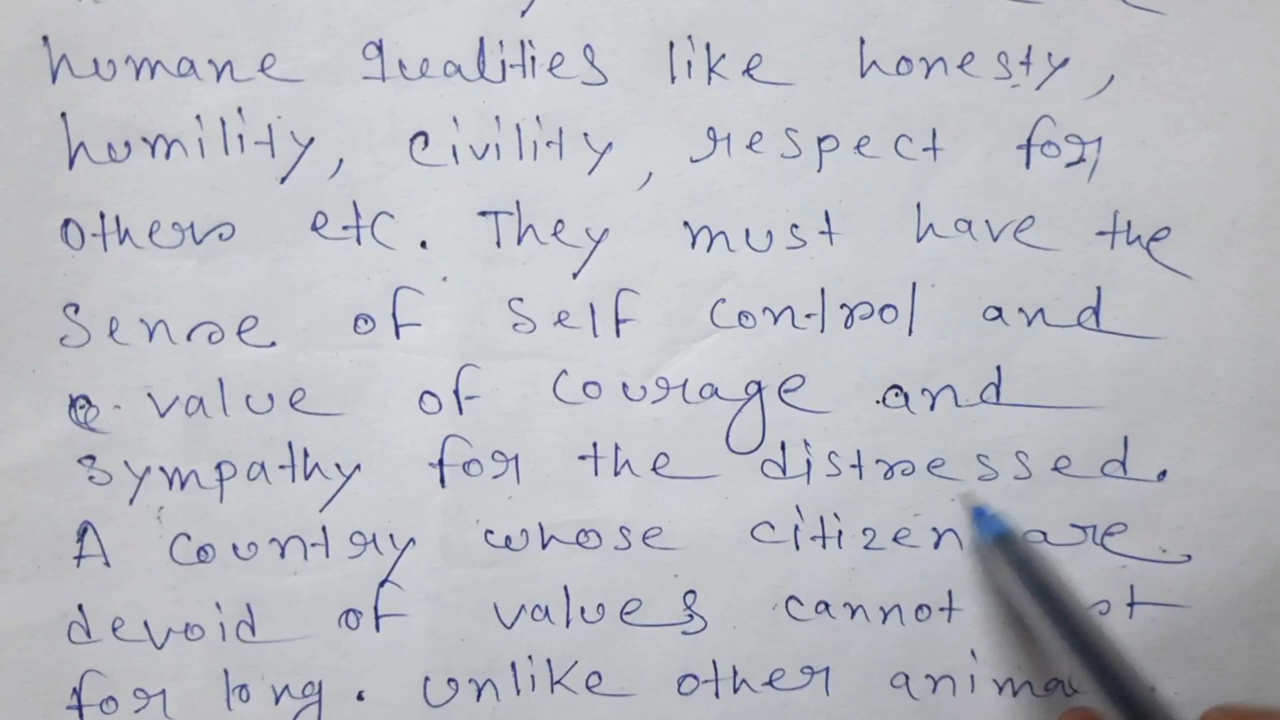 humane qualities like honesty,
humility, civility, respect for
others etc. They must have the
sense of self control and
value of courage and
sympathy for the distressed.
A country whose citizen are
devoid of values cannot
for long. Unlike other